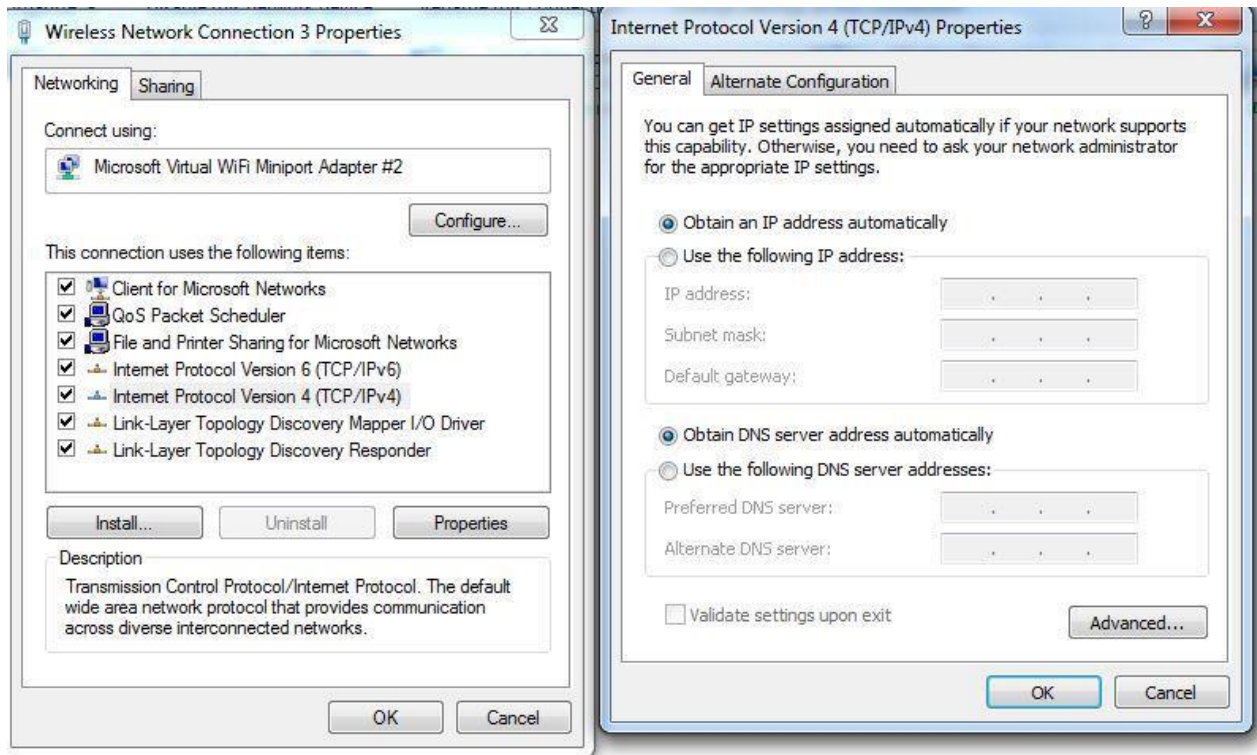 Wireless Network Connection 3 Properties
Networking
Sharing
Connect using:
Microsoft Virtual WiFi Miniport Adapter #2
Configure...
This connection uses the following items:
Client for Microsoft Networks
QoS Packet Scheduler
File and Printer Sharing for Microsoft Networks
Internet Protocol Version 6 (TCP/IPv6)
Internet Protocol Version 4 (TCP/IPv4)
Link-Layer Topology Discovery Mapper I/O Driver
Link-Layer Topology Discovery Responder
Install...
Uninstall
Properties
Description
Transmission Control Protocol/Internet Protocol. The default
wide area network protocol that provides communication
across diverse interconnected networks.
OK
Cancel
Internet Protocol Version 4 (TCP/IPv4) Properties
General
Alternate Configuration
You can get IP settings assigned automatically if your network supports
this capability. Otherwise, you need to ask your network administrator
for the appropriate IP settings.
Obtain an IP address automatically
Use the following IP address:
IP address:
Subnet mask:
Default gateway:
Obtain DNS server address automatically
Use the following DNS server addresses:
Preferred DNS server:
Alternate DNS server:
Validate settings upon exit
Advanced...
OK
Cancel